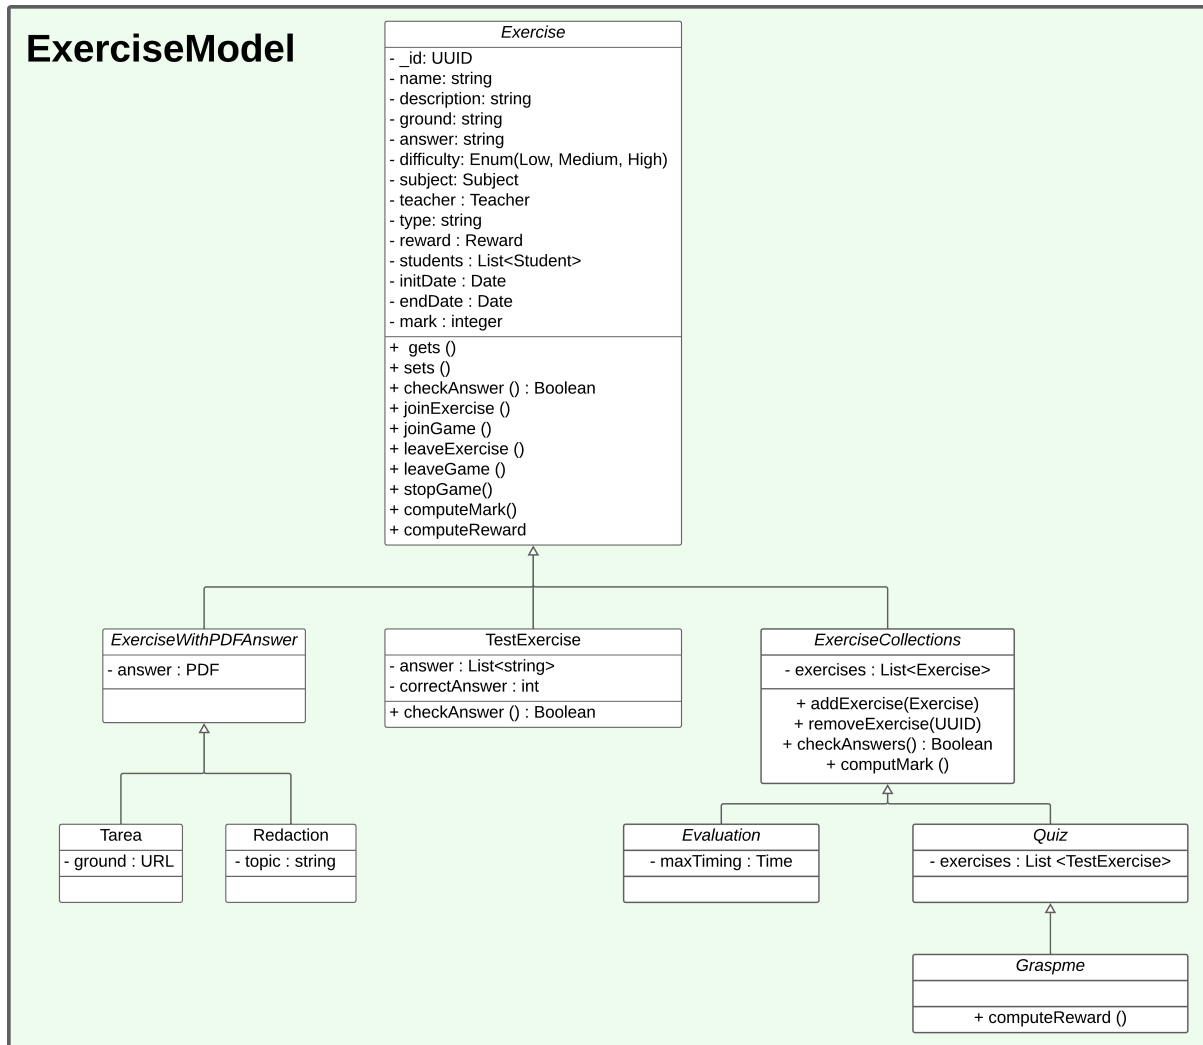 ExerciseModel
Exercise
- _id: UUID
- name: string
- description: string
- ground: string
- answer: string
- difficulty: Enum(Low, Medium, High)
- subject: Subject
- teacher : Teacher
- type: string
- reward : Reward
- students : List<Student>
- initDate : Date
- endDate : Date
- mark : integer
+  gets ()
+ sets ()
+ checkAnswer () : Boolean
+ joinExercise ()
+ joinGame ()
+ leaveExercise ()
+ leaveGame ()
+ stopGame()
+ computeMark()
+ computeReward
ExerciseWithPDFAnswer
- answer : PDF
TestExercise
- answer : List<string>
- correctAnswer : int
+ checkAnswer () : Boolean
ExerciseCollections
- exercises : List<Exercise>
+ addExercise(Exercise)
+ removeExercise(UUID)
+ checkAnswers() : Boolean
+ computMark ()
Tarea
- ground : URL
Redaction
- topic : string
Evaluation
- maxTiming : Time
Quiz
- exercises : List <TestExercise>
Graspme
+ computeReward ()